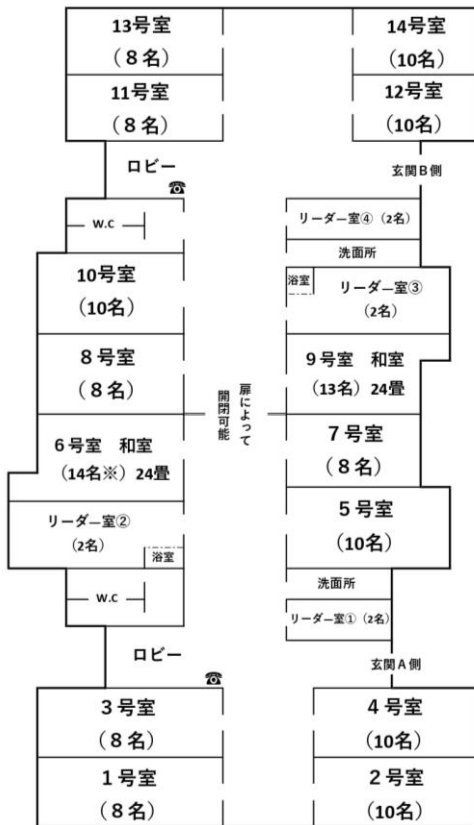 13号室
(8名)
14号室
(10名)
11号室
(8名)
12号室
(10名)
ロビー
☎
玄関B側
W.C
リーダー室④ (2名)
洗面所
10号室
(10名)
浴室
リーダー室③
(2名)
8号室
(8名)
9号室 和室
(13名) 24畳
扉によって
開閉可能
6号室 和室
(14名※) 24畳
7号室
(8名)
リーダー室②
(2名)
浴室
5号室
(10名)
W.C
洗面所
リーダー室① (2名)
ロビー
☎
玄関A側
3号室
(8名)
4号室
(10名)
1号室
(8名)
2号室
(10名)